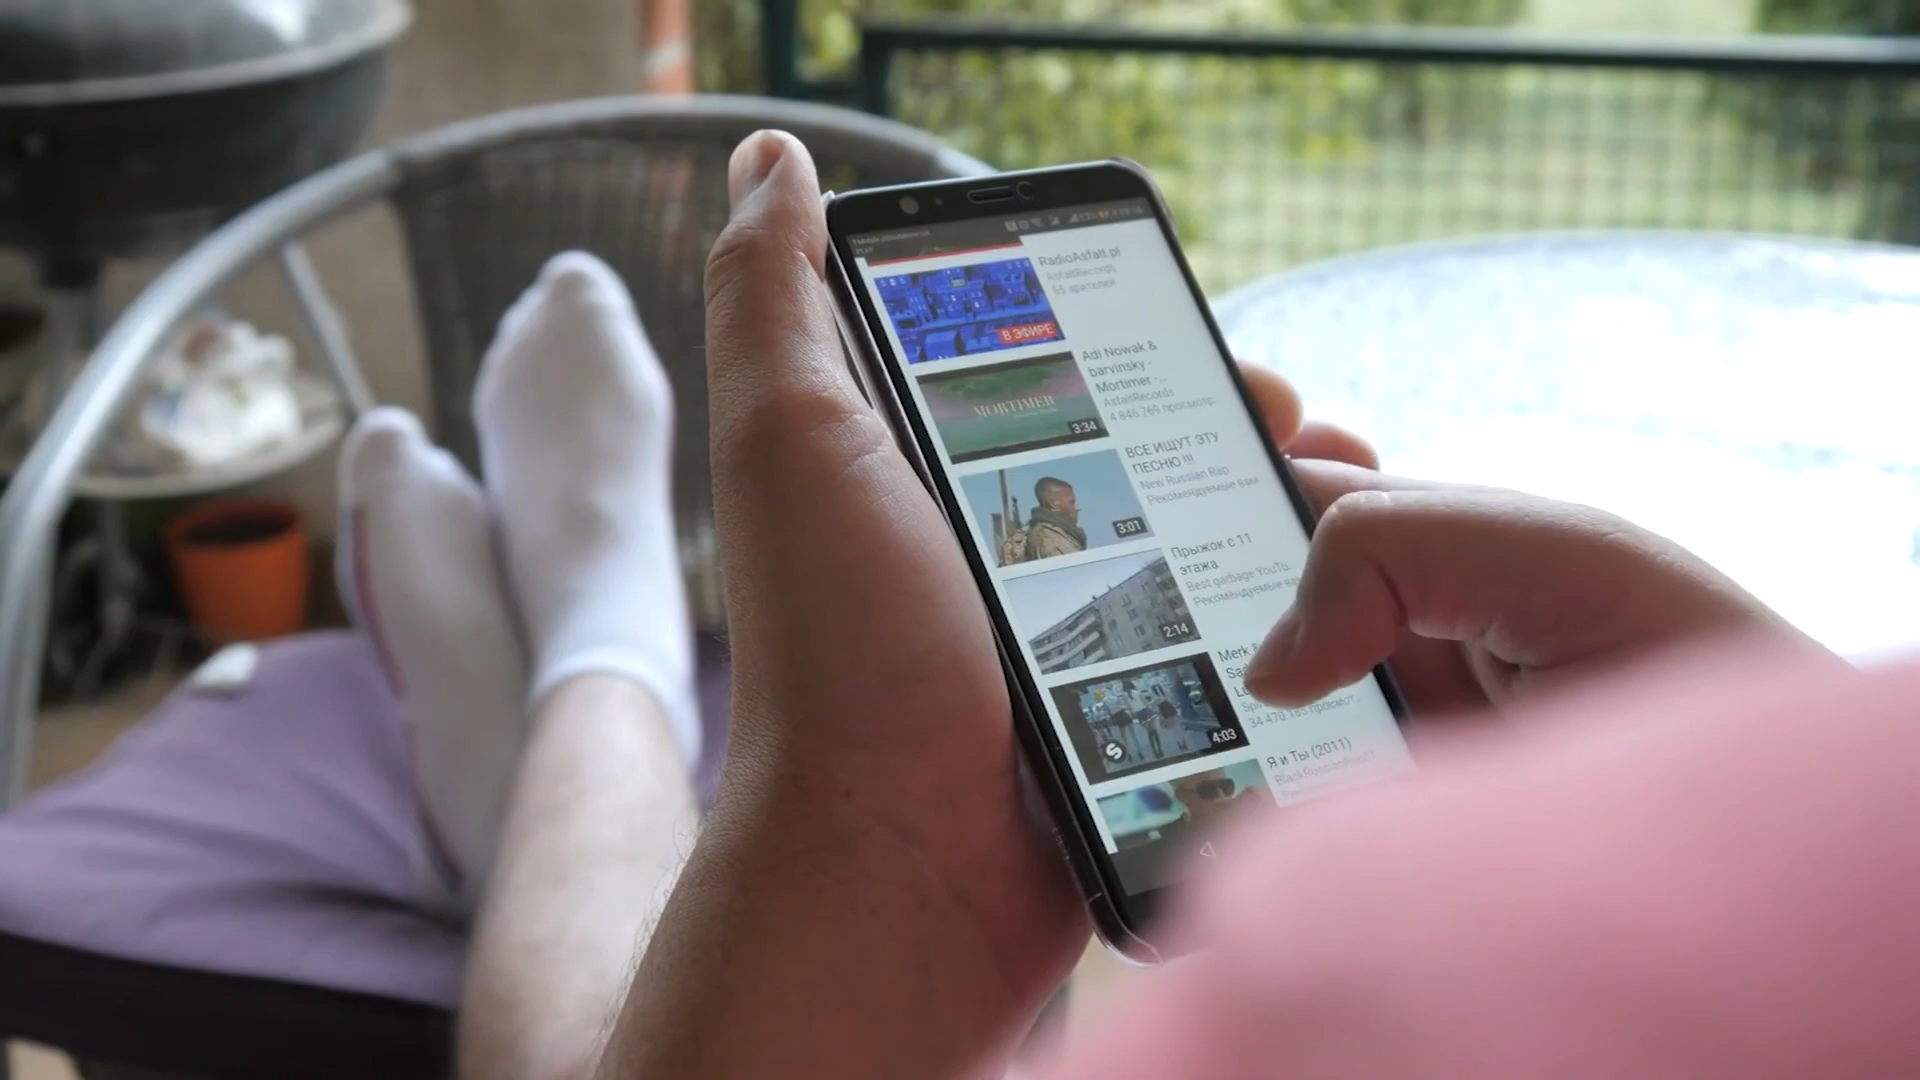 RadioAsfalt.pl
AsfaltRecords
55 зрителей
В ЭФИРЕ
Adi Nowak &
barvinsky -
Mortimer -...
AsfaltRecords
4 846 769 просмотр..
MORTIMER
3:34
ВСЕ ИЩУТ ЭТУ
ПЕСНЮ !!!
New Russian Rap
Рекомендуемые вам
3:01
Прыжок с 11
этажа
Best garbage YouTu..
Рекомендуемые вам
2:14
Merk &
34 470 185 просмот...
S
4:03
Я и Ты (2011)